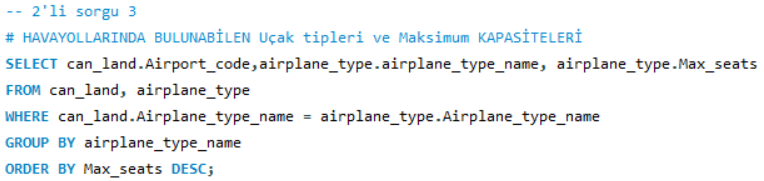 -- 2'li sorgu 3
# HAVAYOLLARINDA BULUNABİLEN Uçak tipleri ve Maksimum KAPASİTELERİ
SELECT can_land.Airport_code,airplane_type.airplane_type_name, airplane_type.Max_seats
FROM can_land, airplane_type
WHERE can_land.Airplane_type_name = airplane_type.Airplane_type_name
GROUP BY airplane_type_name
ORDER BY Max_seats DESC;